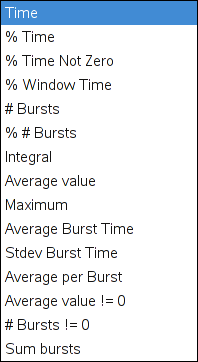 Time
% Time
% Time Not Zero
% Window Time
# Bursts
% # Bursts
Integral
Average value
Maximum
Average Burst Time
Stdev Burst Time
Average per Burst
Average value != 0
# Bursts != 0
Sum bursts